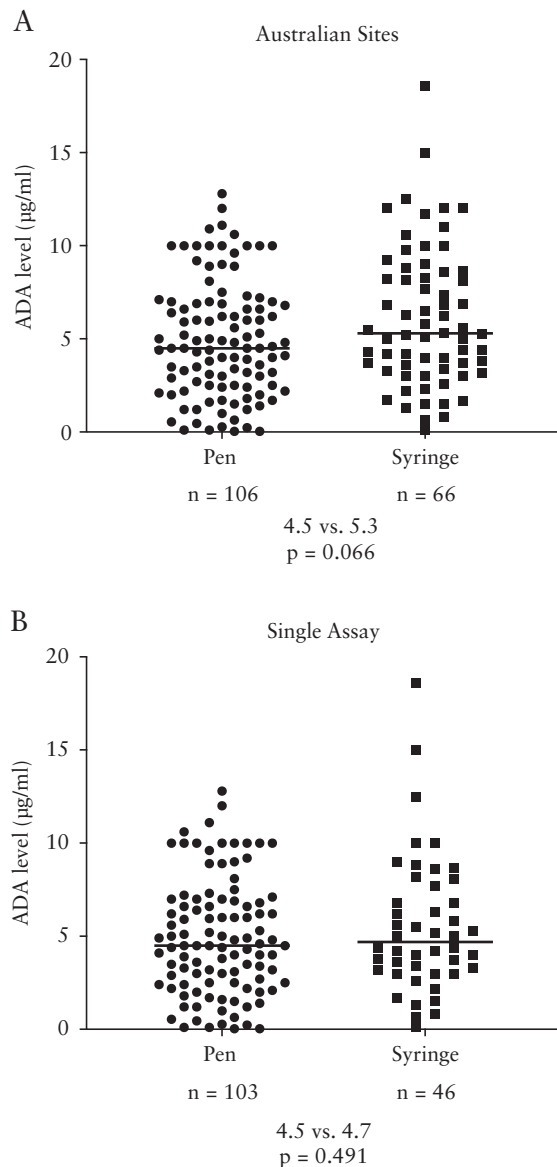 A
Australian Sites
20
15
10
5
0
ADA level (µg/ml)
Pen
Syringe
n = 106
n = 66
4.5 vs. 5.3
p = 0.066
B
Single Assay
20
15
10
5
0
ADA level (µg/ml)
Pen
Syringe
n = 103
n = 46
4.5 vs. 4.7
p = 0.491